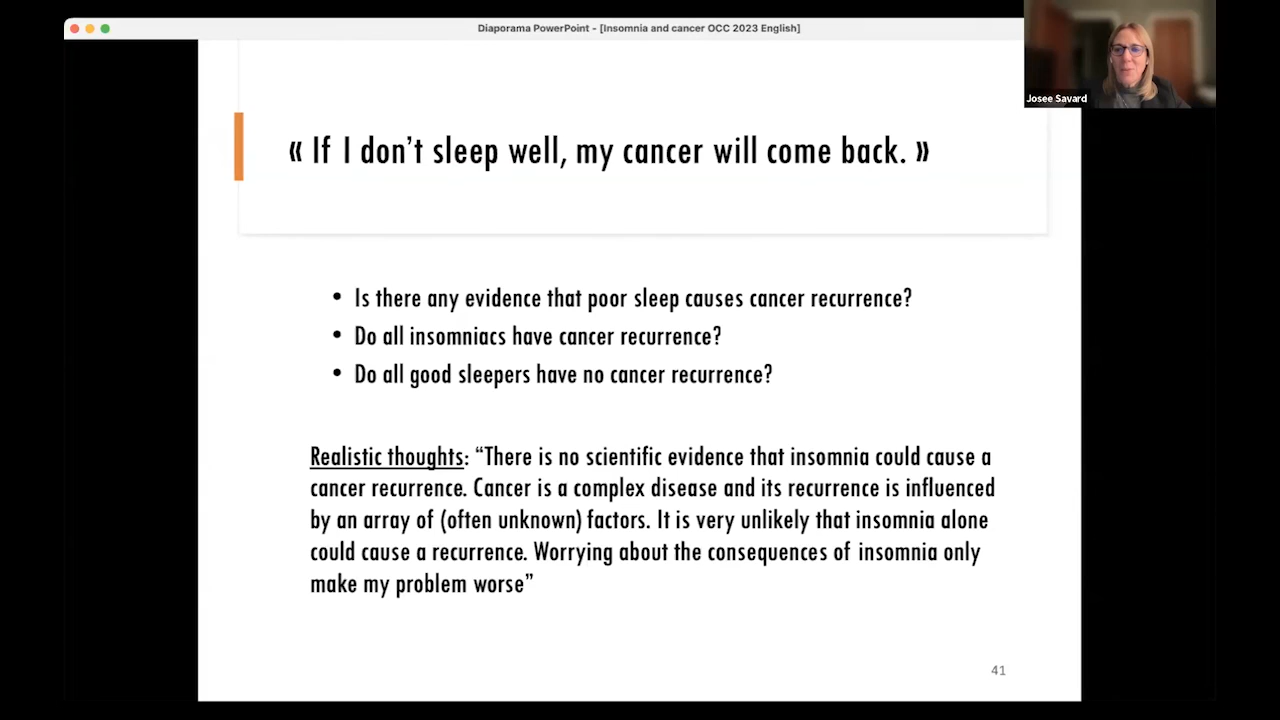 Diaporama PowerPoint - [Insomnia and cancer OCC 2023 English]
Josee Savard
« If I don't sleep well, my cancer will come back. »
• Is there any evidence that poor sleep causes cancer recurrence?
• Do all insomniacs have cancer recurrence?
• Do all good sleepers have no cancer recurrence?
Realistic thoughts: “There is no scientific evidence that insomnia could cause a
cancer recurrence. Cancer is a complex disease and its recurrence is influenced
by an array of (often unknown) factors. It is very unlikely that insomnia alone
could cause a recurrence. Worrying about the consequences of insomnia only
make my problem worse”
41